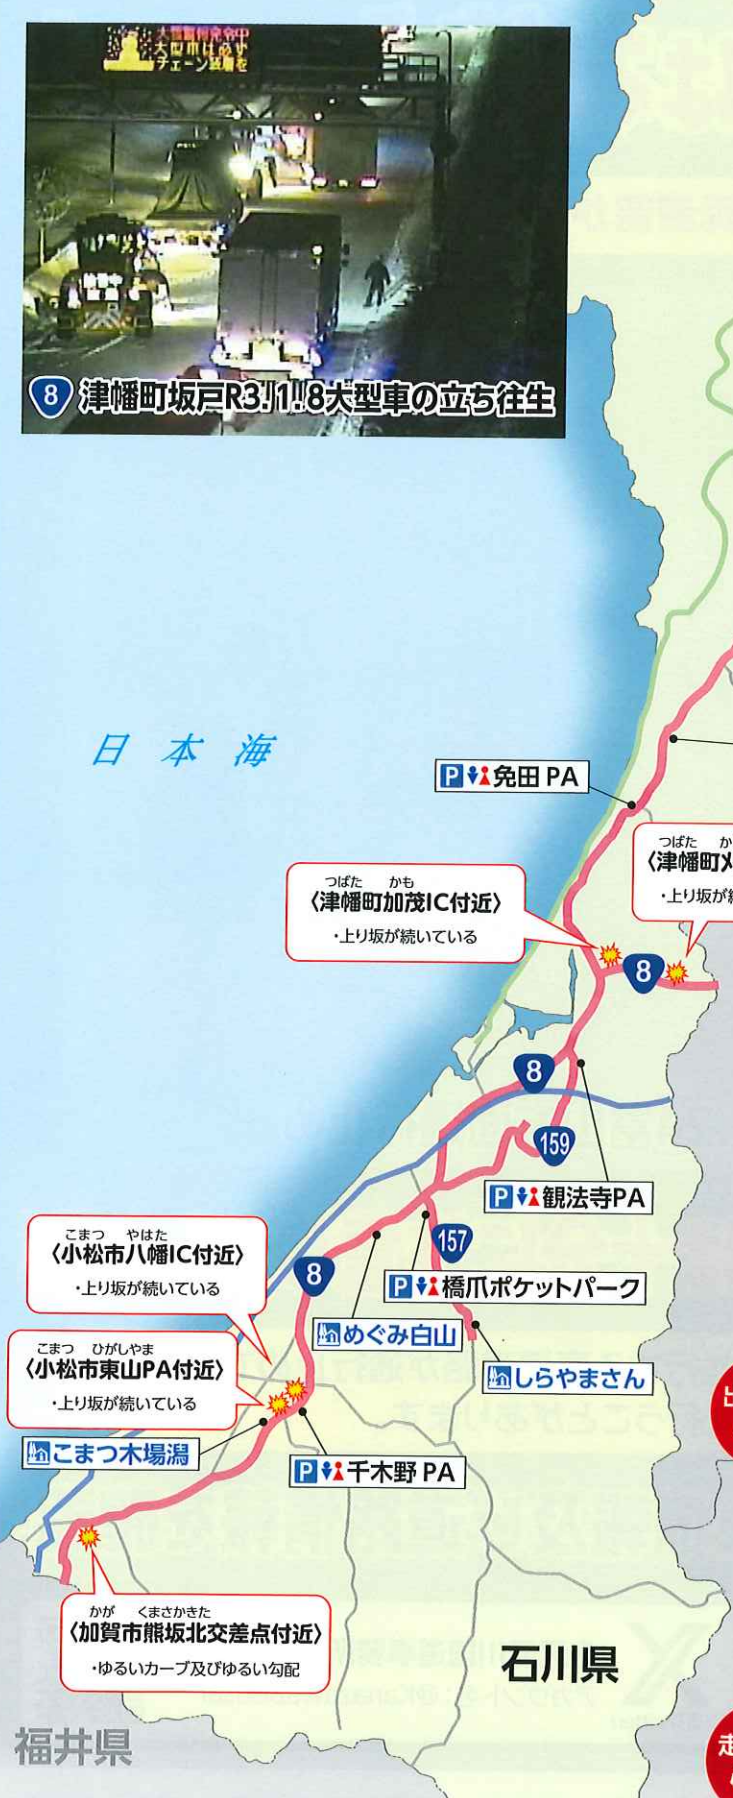 大型車は必ず
チェーン装着を
8 津幡町坂戸R3.1.8大型車の立ち往生
日本海
P 免田 PA
つばた か
〈津幡町刈
・上り坂が続
つばた かも
〈津幡町加茂IC付近〉
・上り坂が続いている
8
8
159
P 観法寺PA
こまつ やはた
〈小松市八幡IC付近〉
・上り坂が続いている
157
8
P 橋爪ポケットパーク
めぐみ白山
こまつ ひがしやま
〈小松市東山PA付近〉
・上り坂が続いている
しらやまさん
こまつ木場潟
P 千木野 PA
かが くまさかきた
〈加賀市熊坂北交差点付近〉
・ゆるいカーブ及びゆるい勾配
石川県
福井県
走